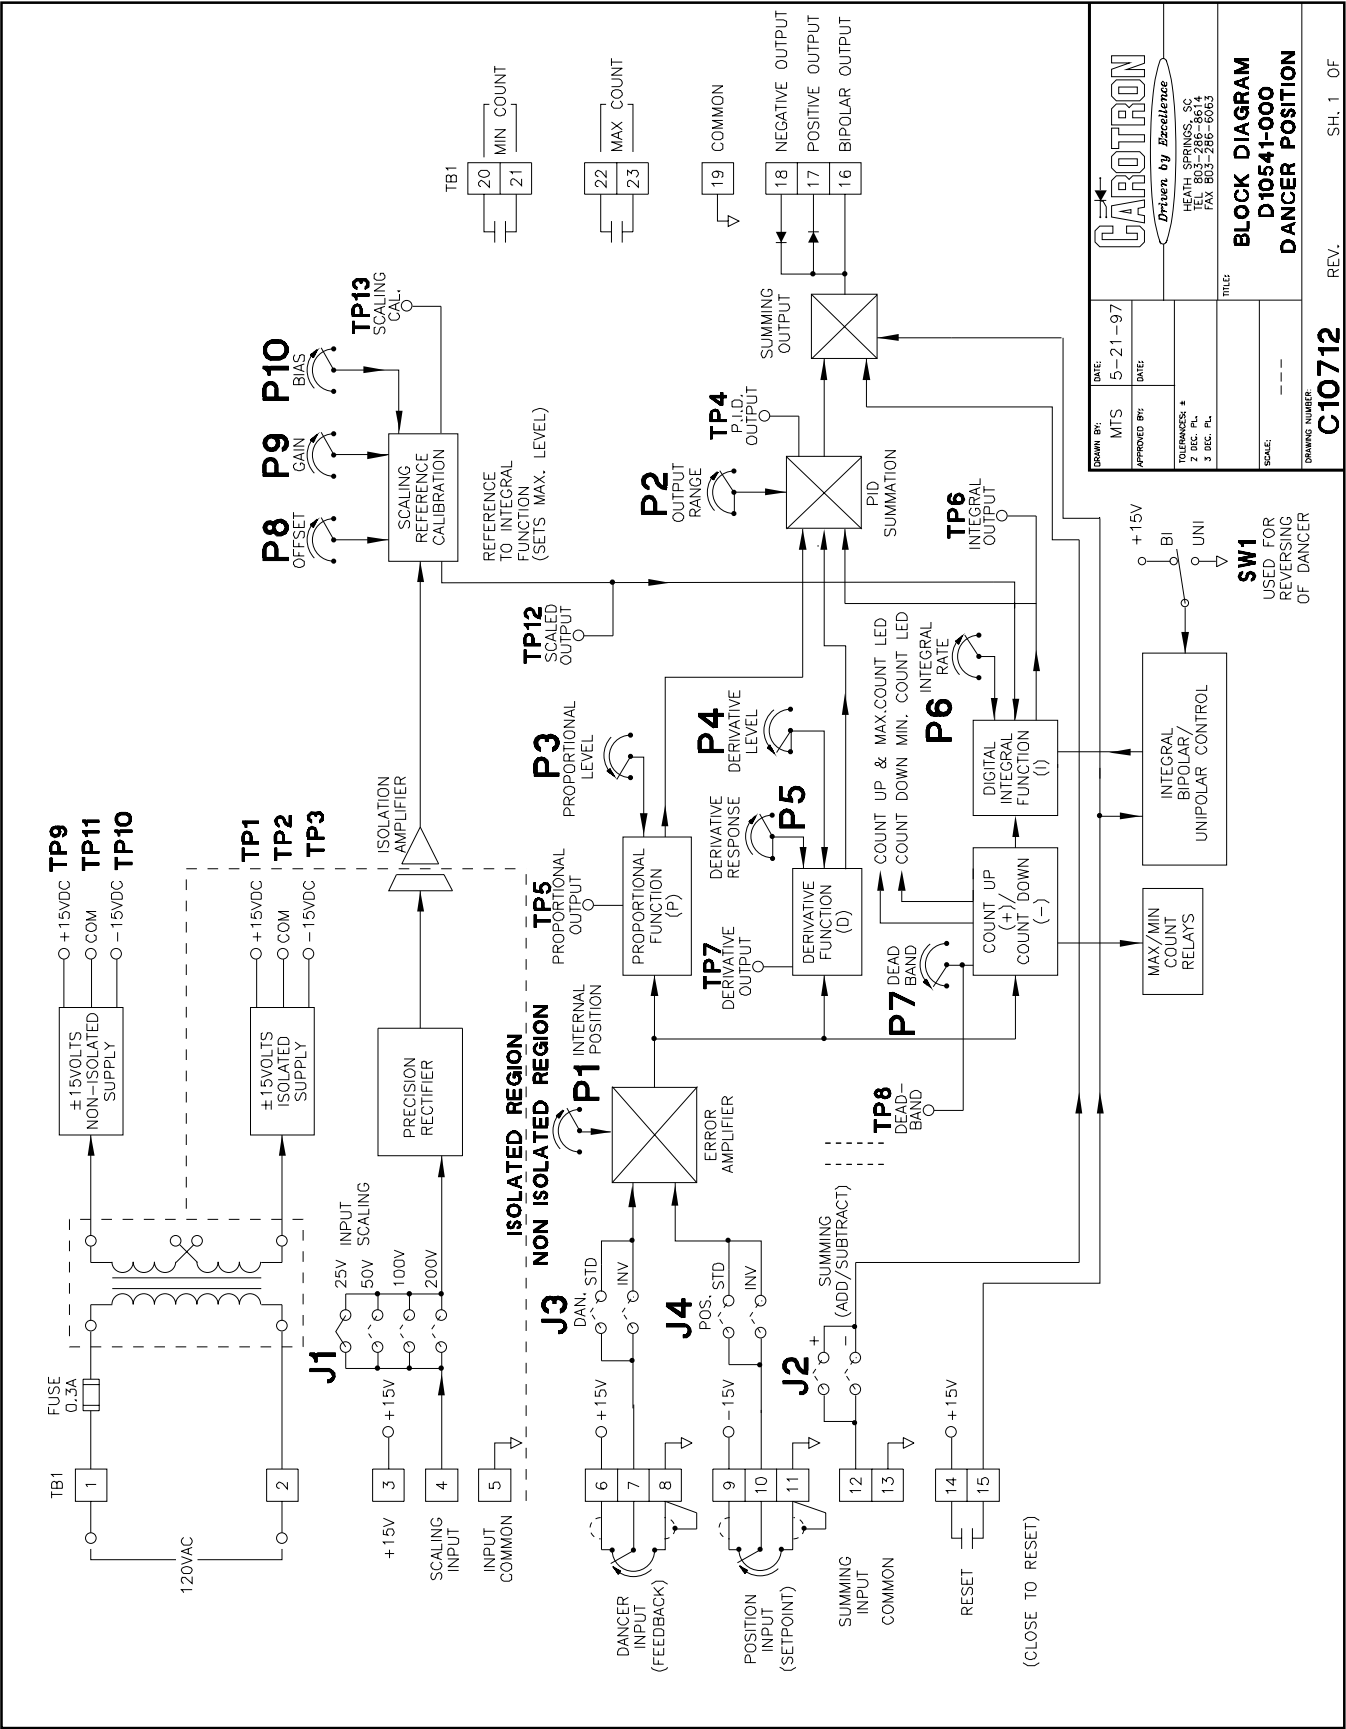 TB1
1
2
120VAC
FUSE
0.3A
±15VOLTS
NON-ISOLATED
SUPPLY
+15VDC TP9
COM TP11
-15VDC TP10
±15VOLTS
ISOLATED
SUPPLY
+15VDC TP1
COM TP2
-15VDC TP3
+15V
3
+15V
SCALING
INPUT
4
INPUT
COMMON
5
J1
25V
50V
100V
200V
INPUT
SCALING
PRECISION
RECTIFIER
ISOLATION
AMPLIFIER
P8
OFFSET
P9
GAIN
P10
BIAS
SCALING
REFERENCE
CALIBRATION
TP13
SCALING
CAL.
REFERENCE
TO INTEGRAL
FUNCTION
(SETS MAX. LEVEL)
TP12
SCALED
OUTPUT
TB1
20
21
MIN COUNT
22
23
MAX COUNT
19
COMMON
18
NEGATIVE OUTPUT
17
POSITIVE OUTPUT
16
BIPOLAR OUTPUT
ISOLATED REGION
NON ISOLATED REGION
DANCER
INPUT
(FEEDBACK)
6
7
8
+15V
J3
DAN. STD
INV
POSITION
INPUT
(SETPOINT)
9
10
11
-15V
J4
POS. STD
INV
P1 INTERNAL
POSITION
ERROR
AMPLIFIER
TP5
PROPORTIONAL
OUTPUT
PROPORTIONAL
FUNCTION
(P)
P3
PROPORTIONAL
LEVEL
TP7
DERIVATIVE
OUTPUT
DERIVATIVE
FUNCTION
(D)
DERIVATIVE
RESPONSE
P5
P4
DERIVATIVE
LEVEL
P2
OUTPUT
RANGE
TP4
P.I.D.
OUTPUT
PID
SUMMATION
SUMMING
OUTPUT
SUMMING
INPUT
COMMON
12
13
J2
+
-
SUMMING
(ADD/SUBTRACT)
TP8
DEAD-
BAND
P7 DEAD
BAND
COUNT UP
(+)/
COUNT DOWN
(-)
COUNT UP & MAX.COUNT LED
COUNT DOWN MIN. COUNT LED
P6 INTEGRAL
RATE
DIGITAL
INTEGRAL
FUNCTION
(I)
TP6
INTEGRAL
OUTPUT
RESET
(CLOSE TO RESET)
14
15
+15V
MAX/MIN
COUNT
RELAYS
INTEGRAL
BIPOLAR/
UNIPOLAR CONTROL
+15V
BI
UNI
SW1
USED FOR
REVERSING
OF DANCER
DRAWN BY:
MTS
DATE:
5-21-97
APPROVED BY:
DATE:
TOLERANCES: ±
2 DEC. PL.
3 DEC. PL.
SCALE:
---
CAROTRON
Driven by Excellence
HEATH SPRINGS, SC
TEL 803-286-8614
FAX 803-286-6063
TITLE:
BLOCK DIAGRAM
D10541-000
DANCER POSITION
DRAWING NUMBER:
C10712
REV.
SH. 1 OF